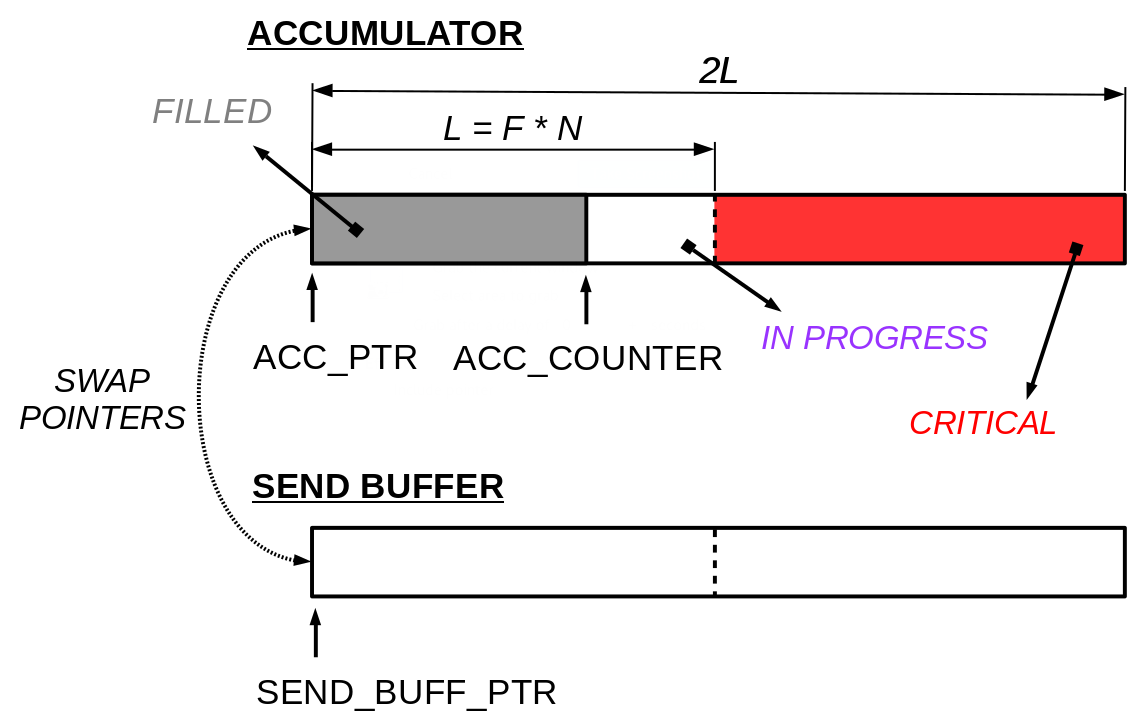 ACCUMULATOR
2L
FILLED
L = F * N
IN PROGRESS
ACC_PTR
ACC_COUNTER
SWAP
POINTERS
CRITICAL
SEND BUFFER
SEND_BUFF_PTR